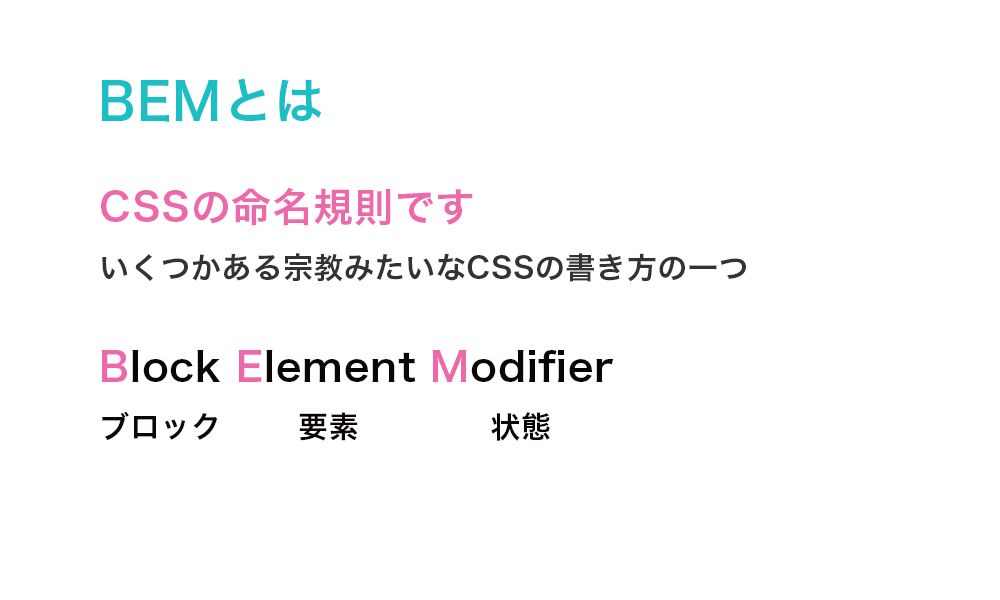 BEMとは
CSSの命名規則です
いくつかある宗教みたいなCSSの書き方の一つ
Block Element Modifier
ブロック 要素 状態